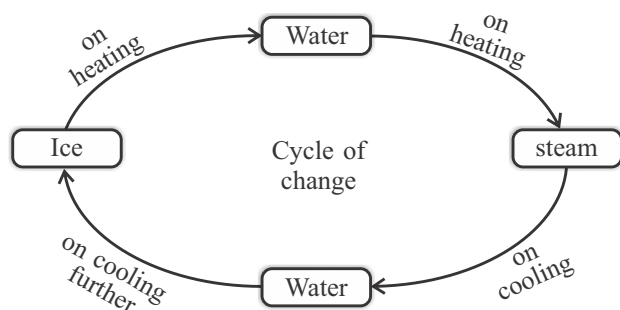 on
heating
Water
on
heating
steam
on
cooling
Water
on cooling
further
Ice
Cycle of
change